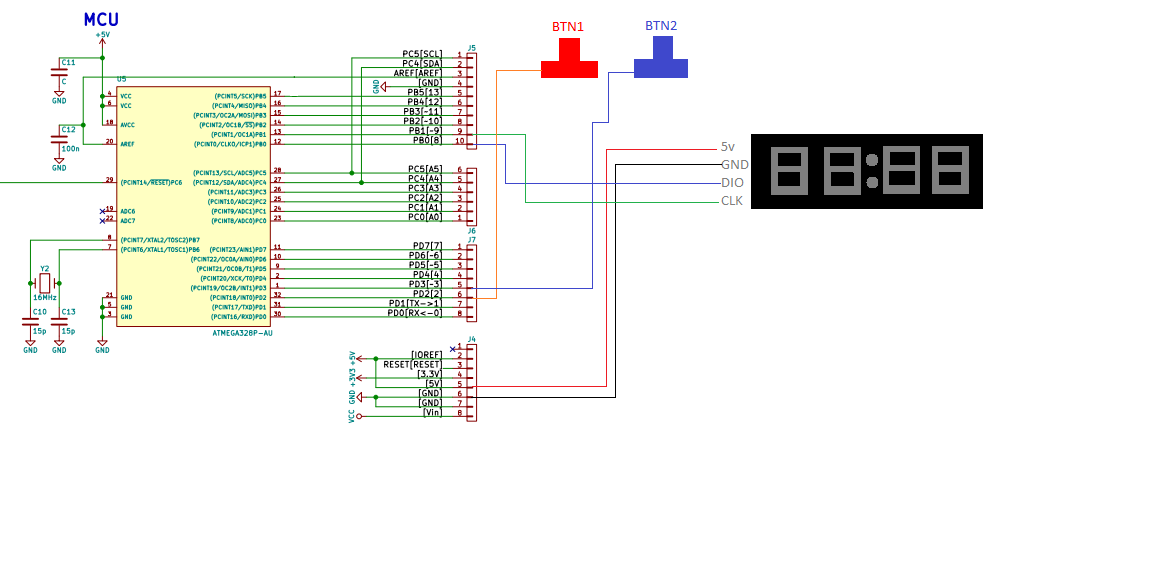 MCU
+5V
BTN1
BTN2
C11
C
GND
C12
100n
GND
U5
4 VCC
6 VCC
18 AVCC
20 AREF
29 (PCINT14/RESET)PC6
19 ADC6
22 ADC7
8 (PCINT7/XTAL2/TOSC2)PB7
7 (PCINT6/XTAL1/TOSC1)PB6
21 GND
5 GND
3 GND
(PCINT5/SCK)PB5 17
(PCINT4/MISO)PB4 16
(PCINT3/OC2A/MOSI)PB3 15
(PCINT2/OC1B/SS)PB2 14
(PCINT1/OC1A)PB1 13
(PCINT0/CLKO/ICP1)PB0 12
(PCINT13/SCL/ADC5)PC5 28
(PCINT12/SDA/ADC4)PC4 27
(PCINT11/ADC3)PC3 26
(PCINT10/ADC2)PC2 25
(PCINT9/ADC1)PC1 24
(PCINT8/ADC0)PC0 23
(PCINT23/AIN1)PD7 11
(PCINT22/OC0A/AIN0)PD6 10
(PCINT21/OC0B/T1)PD5 9
(PCINT20/XCK/T0)PD4 2
(PCINT19/OC2B/INT1)PD3 1
(PCINT18/INT0)PD2 32
(PCINT17/TXD)PD1 31
(PCINT16/RXD)PD0 30
ATMEGA328P-AU
Y2
16MHz
C10
15p
C13
15p
GND
GND
GND
J5
PC5[SCL] 1
PC4[SDA] 2
AREF[AREF] 3
GND [GND] 4
PB5[13] 5
PB4[12] 6
PB3[~11] 7
PB2[~10] 8
PB1[~9] 9
PB0[8] 10
PC5[A5] 6
PC4[A4] 5
PC3[A3] 4
PC2[A2] 3
PC1[A1] 2
PC0[A0] 1
J6
J7
PD7[7] 1
PD6[~6] 2
PD5[~5] 3
PD4[4] 4
PD3[~3] 5
PD2[2] 6
PD1[TX->1] 7
PD0[RX<-0] 8
J4
1
+5V [IOREF] 2
RESET[RESET] 3
+3V3 [3.3V] 4
[5V] 5
GND [GND] 6
[GND] 7
VCC [Vin] 8
5v
GND
DIO
CLK
88:88